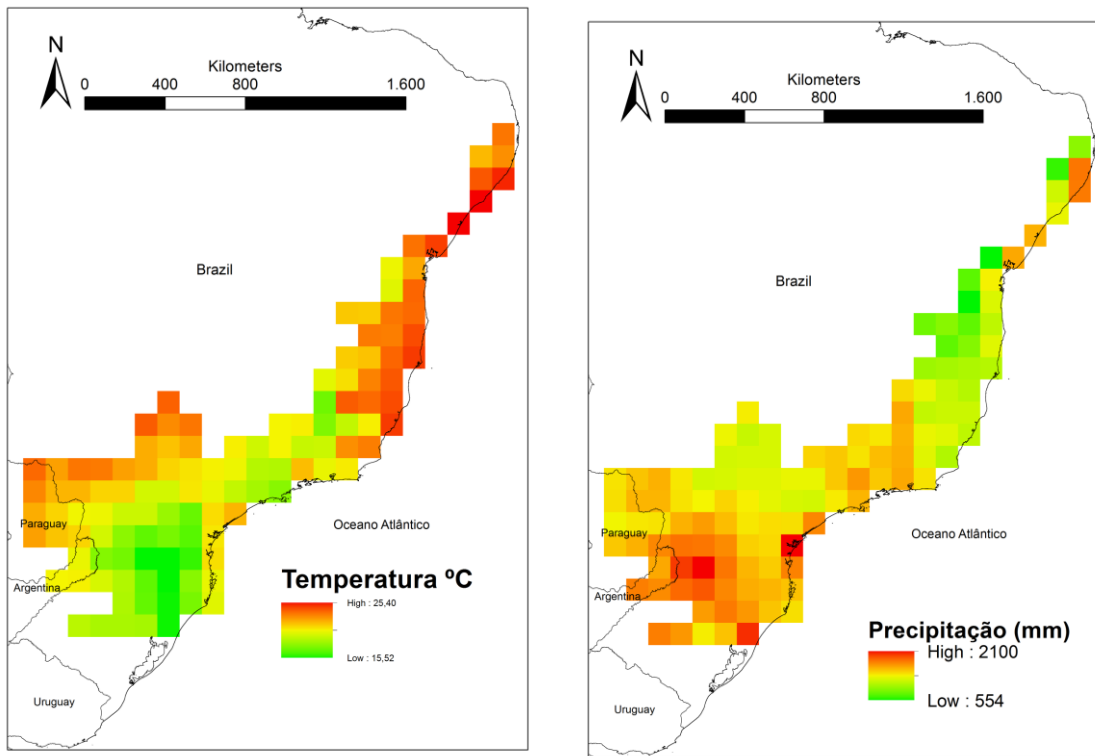 N
Kilometers
0 400 800 1.600
Brazil
Paraguay
Oceano Atlântico
Argentina
Temperatura ºC
High : 25,40
Low : 15,52
Uruguay
N
Kilometers
0 400 800 1.600
Brazil
Paraguay
Oceano Atlântico
Argentina
Precipitação (mm)
High : 2100
Low : 554
Uruguay